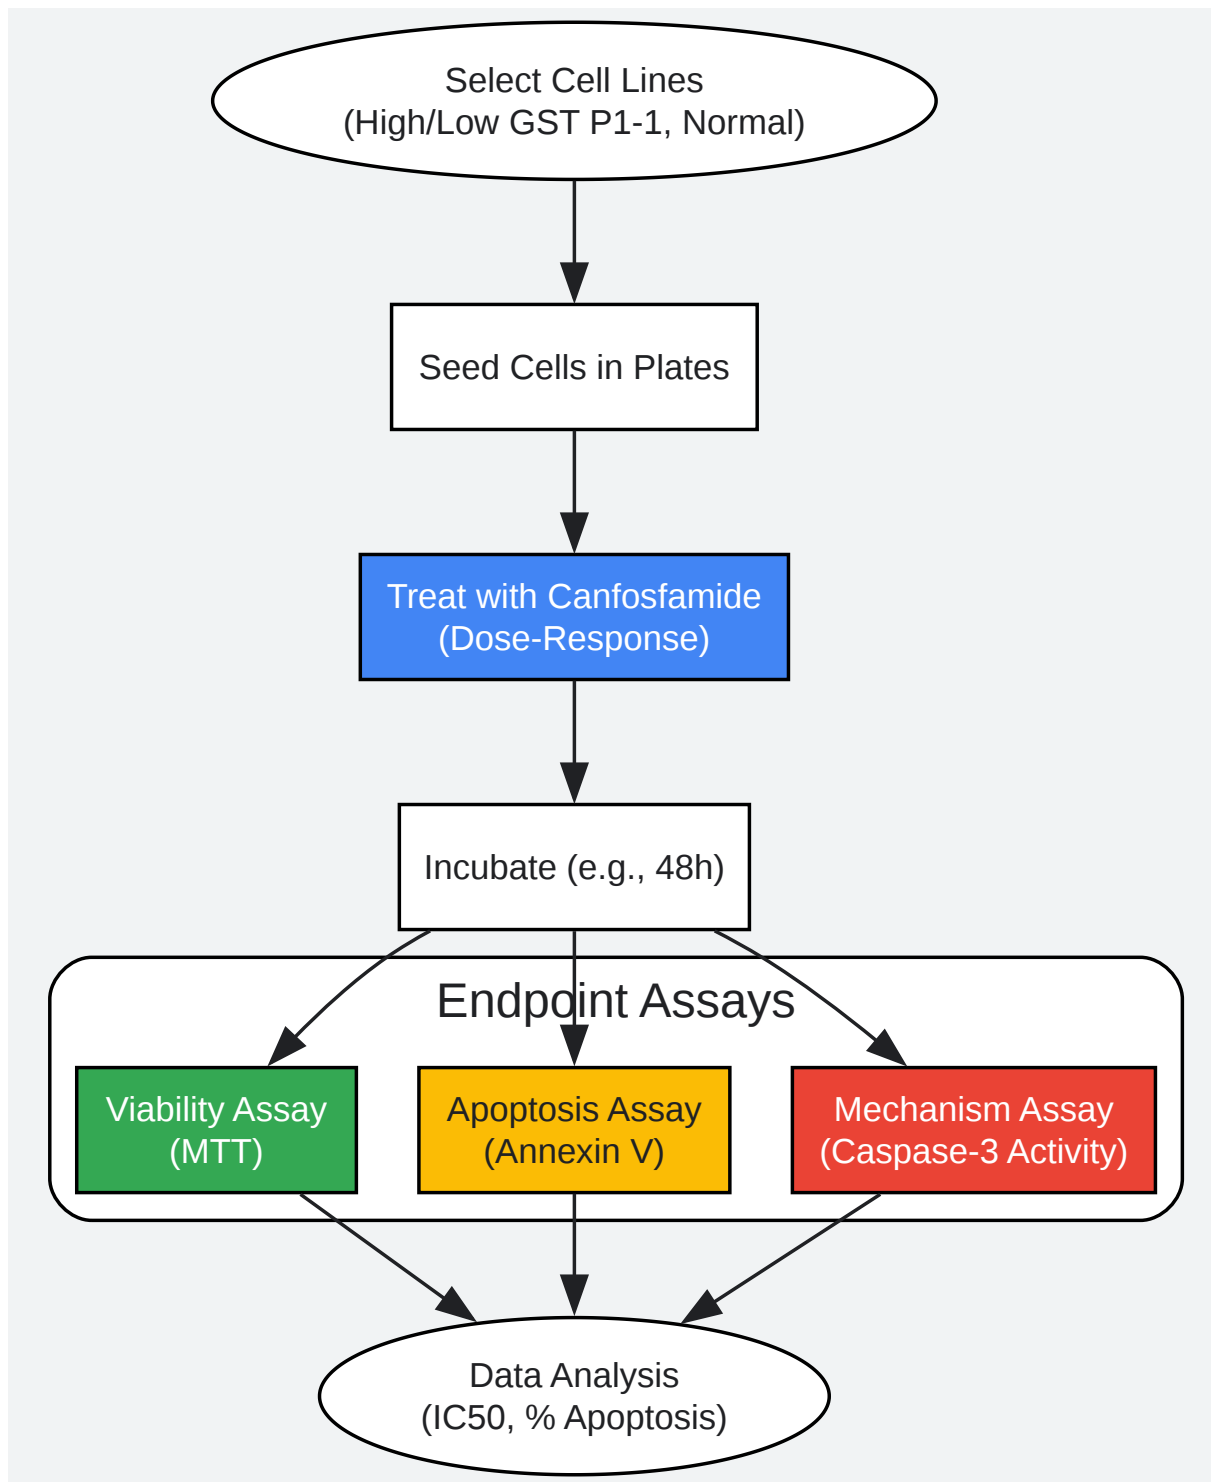 Select Cell Lines
(High/Low GST P1-1, Normal)
Seed Cells in Plates
Treat with Canfosfamide
(Dose-Response)
Incubate (e.g., 48h)
Endpoint Assays
Viability Assay
(MTT)
Apoptosis Assay
(Annexin V)
Mechanism Assay
(Caspase-3 Activity)
Data Analysis
(IC50, % Apoptosis)